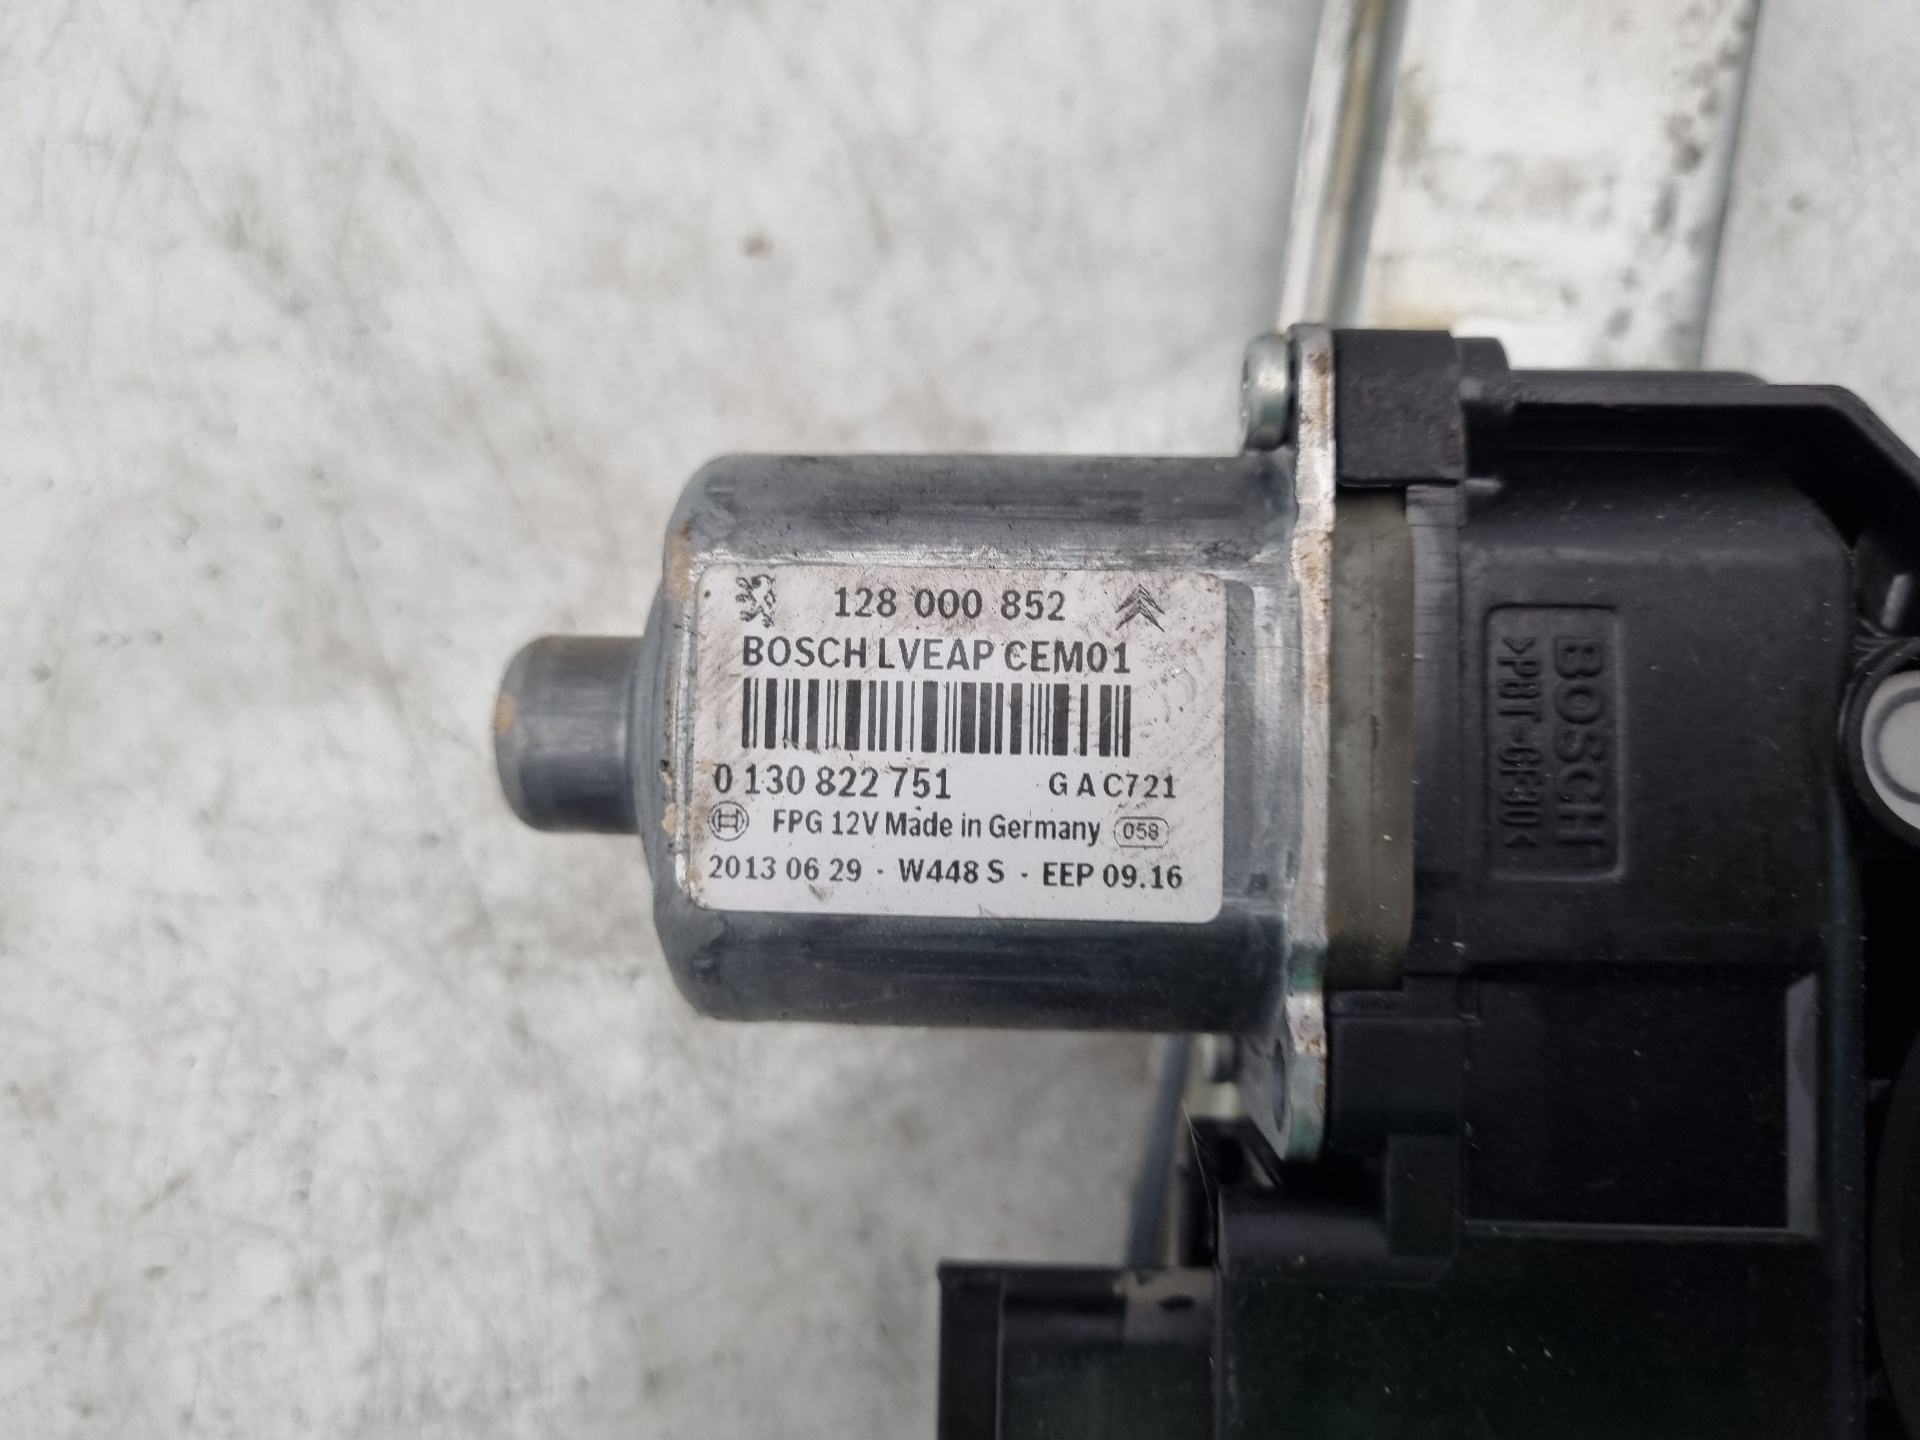 128 000 852
BOSCH LVEAP CEM01
0 130 822 751 G A C721
FPG 12V Made in Germany 058
2013 06 29 · W448 S · EEP 09.16
BOSCH
>PBT-GF30<